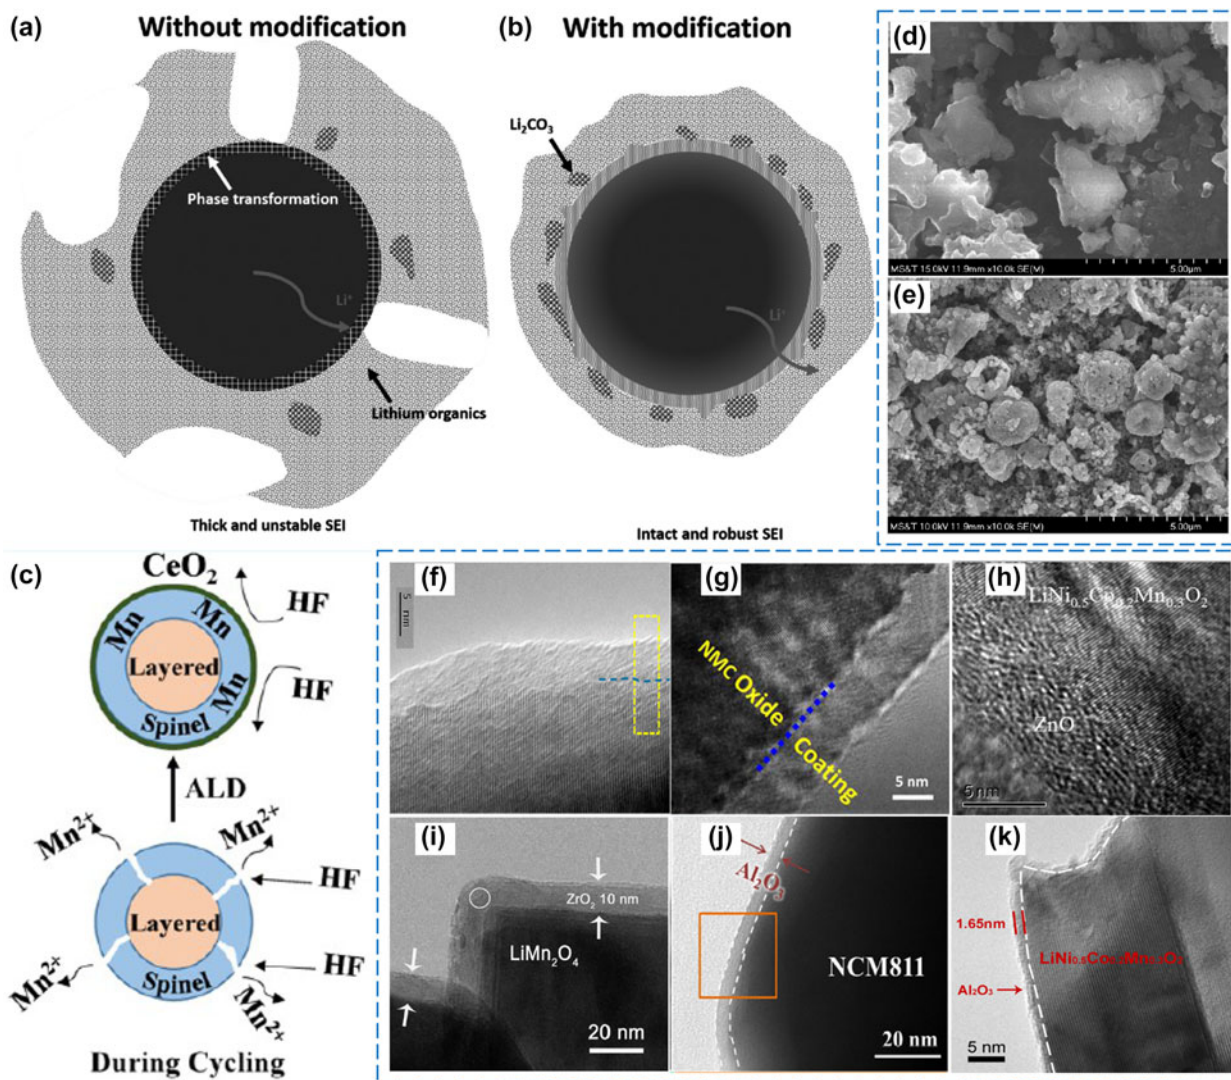 (a)
Without modification
Phase transformation
Li⁺
Lithium organics
Thick and unstable SEI
(b)
With modification
Li₂CO₃
Li⁺
Intact and robust SEI
(c)
CeO₂
HF
Mn
Mn
Layered
HF
Mn
Spinel
ALD
Mn²⁺
Mn²⁺
HF
Layered
HF
Mn²⁺
Spinel
Mn²⁺
During Cycling
(d)
MS&T 15.0kV 11.9mm x10.0k SE(M)
5.00µm
(e)
MS&T 10.0kV 11.9mm x10.0k SE(M)
5.00µm
(f)
5 nm
(g)
NMC Oxide
Coating
5 nm
(h)
LiNi₀.₅Co₀.₂Mn₀.₃O₂
ZnO
5 nm
(i)
ZrO₂ 10 nm
LiMn₂O₄
20 nm
(j)
Al₂O₃
NCM811
20 nm
(k)
1.65nm
Al₂O₃
5 nm